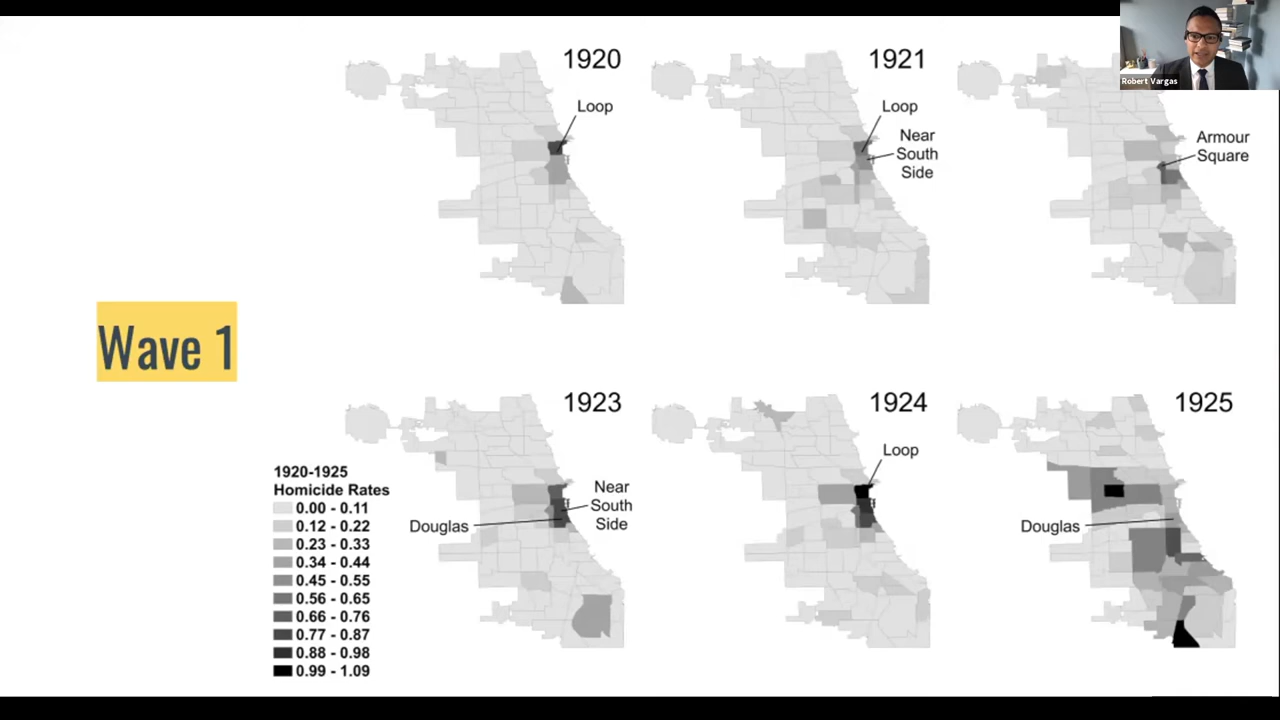 1920
Loop
1921
Loop
Near
South
Side
Robert Vargas
Armour
Square
Wave 1
1923
Near
South
Side
Douglas
1924
Loop
1925
Douglas
1920-1925
Homicide Rates
0.00 - 0.11
0.12 - 0.22
0.23 - 0.33
0.34 - 0.44
0.45 - 0.55
0.56 - 0.65
0.66 - 0.76
0.77 - 0.87
0.88 - 0.98
0.99 - 1.09